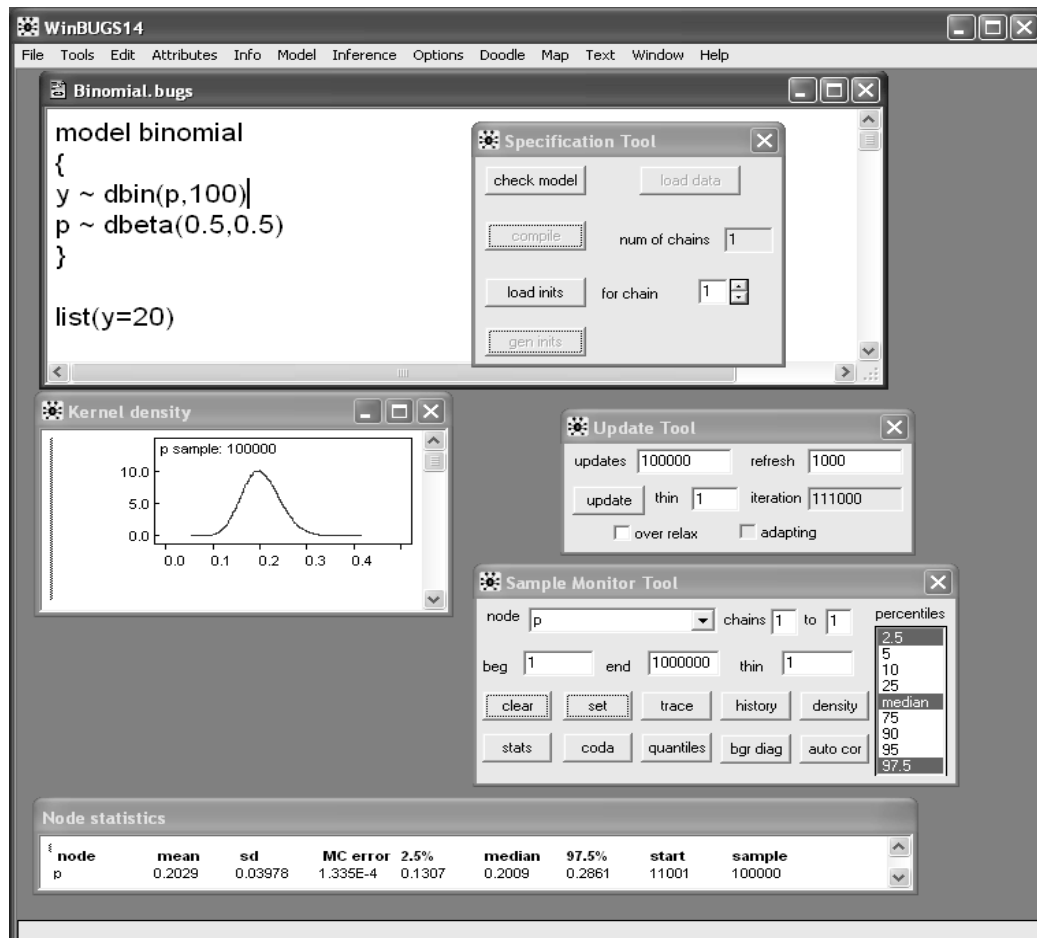 WinBUGS14
File Tools Edit Attributes Info Model Inference Options Doodle Map Text Window Help
Binomial.bugs
model binomial
{
y ~ dbin(p,100)
p ~ dbeta(0.5,0.5)
}
list(y=20)
Specification Tool
check model load data
compile num of chains 1
load inits for chain 1
gen inits
Kernel density
p sample: 100000
10.0
5.0
0.0
0.0 0.1 0.2 0.3 0.4
Update Tool
updates 100000 refresh 1000
update thin 1 iteration 111000
over relax adapting
Sample Monitor Tool
node p chains 1 to 1 percentiles
beg 1 end 1000000 thin 1
clear set trace history density
stats coda quantiles bgr diag auto cor
2.5
5
10
25
median
75
90
95
97.5
Node statistics
node mean sd MC error 2.5% median 97.5% start sample
p 0.2029 0.03978 1.335E-4 0.1307 0.2009 0.2861 11001 100000